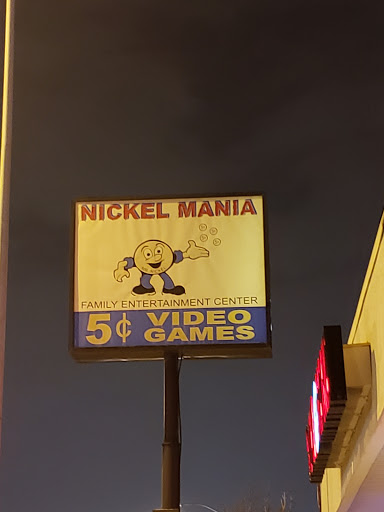 NICKEL MANIA
FAMILY ENTERTAINMENT CENTER
5¢ VIDEO
GAMES